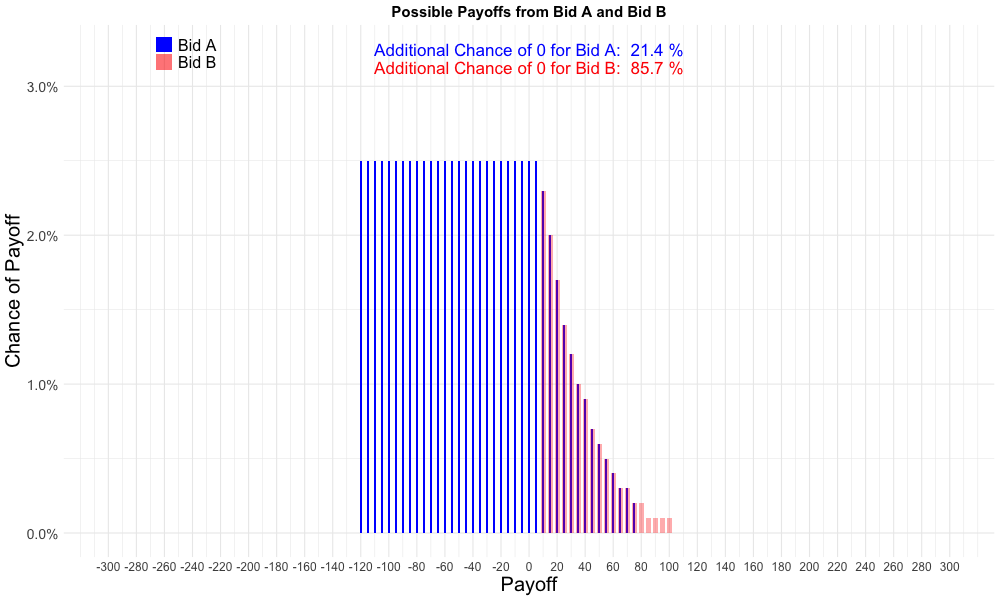 Possible Payoffs from Bid A and Bid B
Bid A
Bid B
Additional Chance of 0 for Bid A: 21.4 %
Additional Chance of 0 for Bid B: 85.7 %
Chance of Payoff
3.0%
2.0%
1.0%
0.0%
-300 -280 -260 -240 -220 -200 -180 -160 -140 -120 -100 -80 -60 -40 -20 0 20 40 60 80 100 120 140 160 180 200 220 240 260 280 300
Payoff